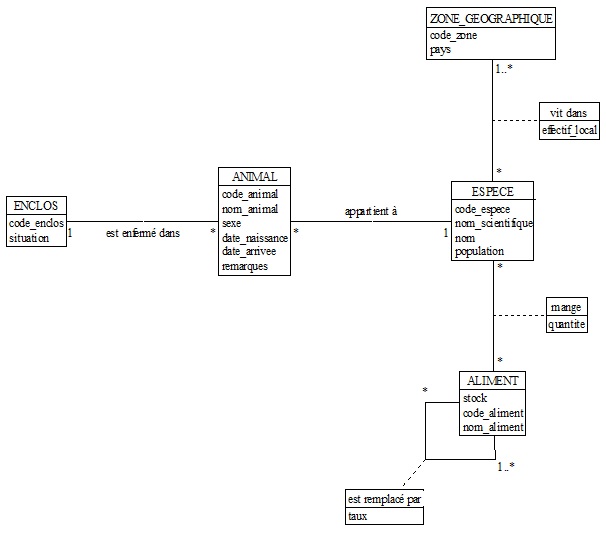 ZONE_GEOGRAPHIQUE
code_zone
pays
1..*
vit dans
effectif_local
*
ANIMAL
code_animal
nom_animal
sexe
date_naissance
date_arrivee
remarques
ESPECE
code_espece
nom_scientifique
nom
population
ENCLOS
code_enclos
situation
1
est enfermé dans
*
*
appartient à
1
*
mange
quantite
*
ALIMENT
stock
code_aliment
nom_aliment
*
1..*
est remplacé par
taux